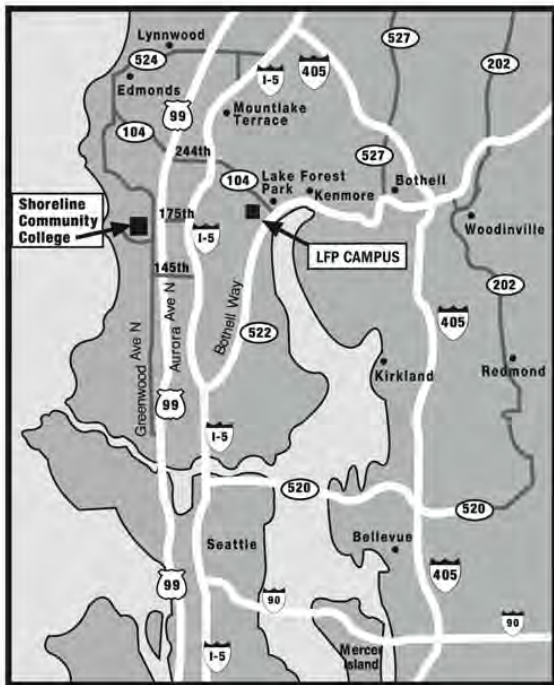 527
202
Lynnwood
524
I-5
405
Edmonds
99
Mountlake
Terrace
104
244th
527
104
Lake Forest
Park
Kenmore
Bothell
Shoreline
Community
College
175th
I-5
LFP CAMPUS
Woodinville
145th
202
Greenwood Ave N
Aurora Ave N
Bothell Way
522
405
Kirkland
Redmond
99
I-5
520
520
Seattle
Bellevue
99
90
405
90
I-5
Mercer
Island